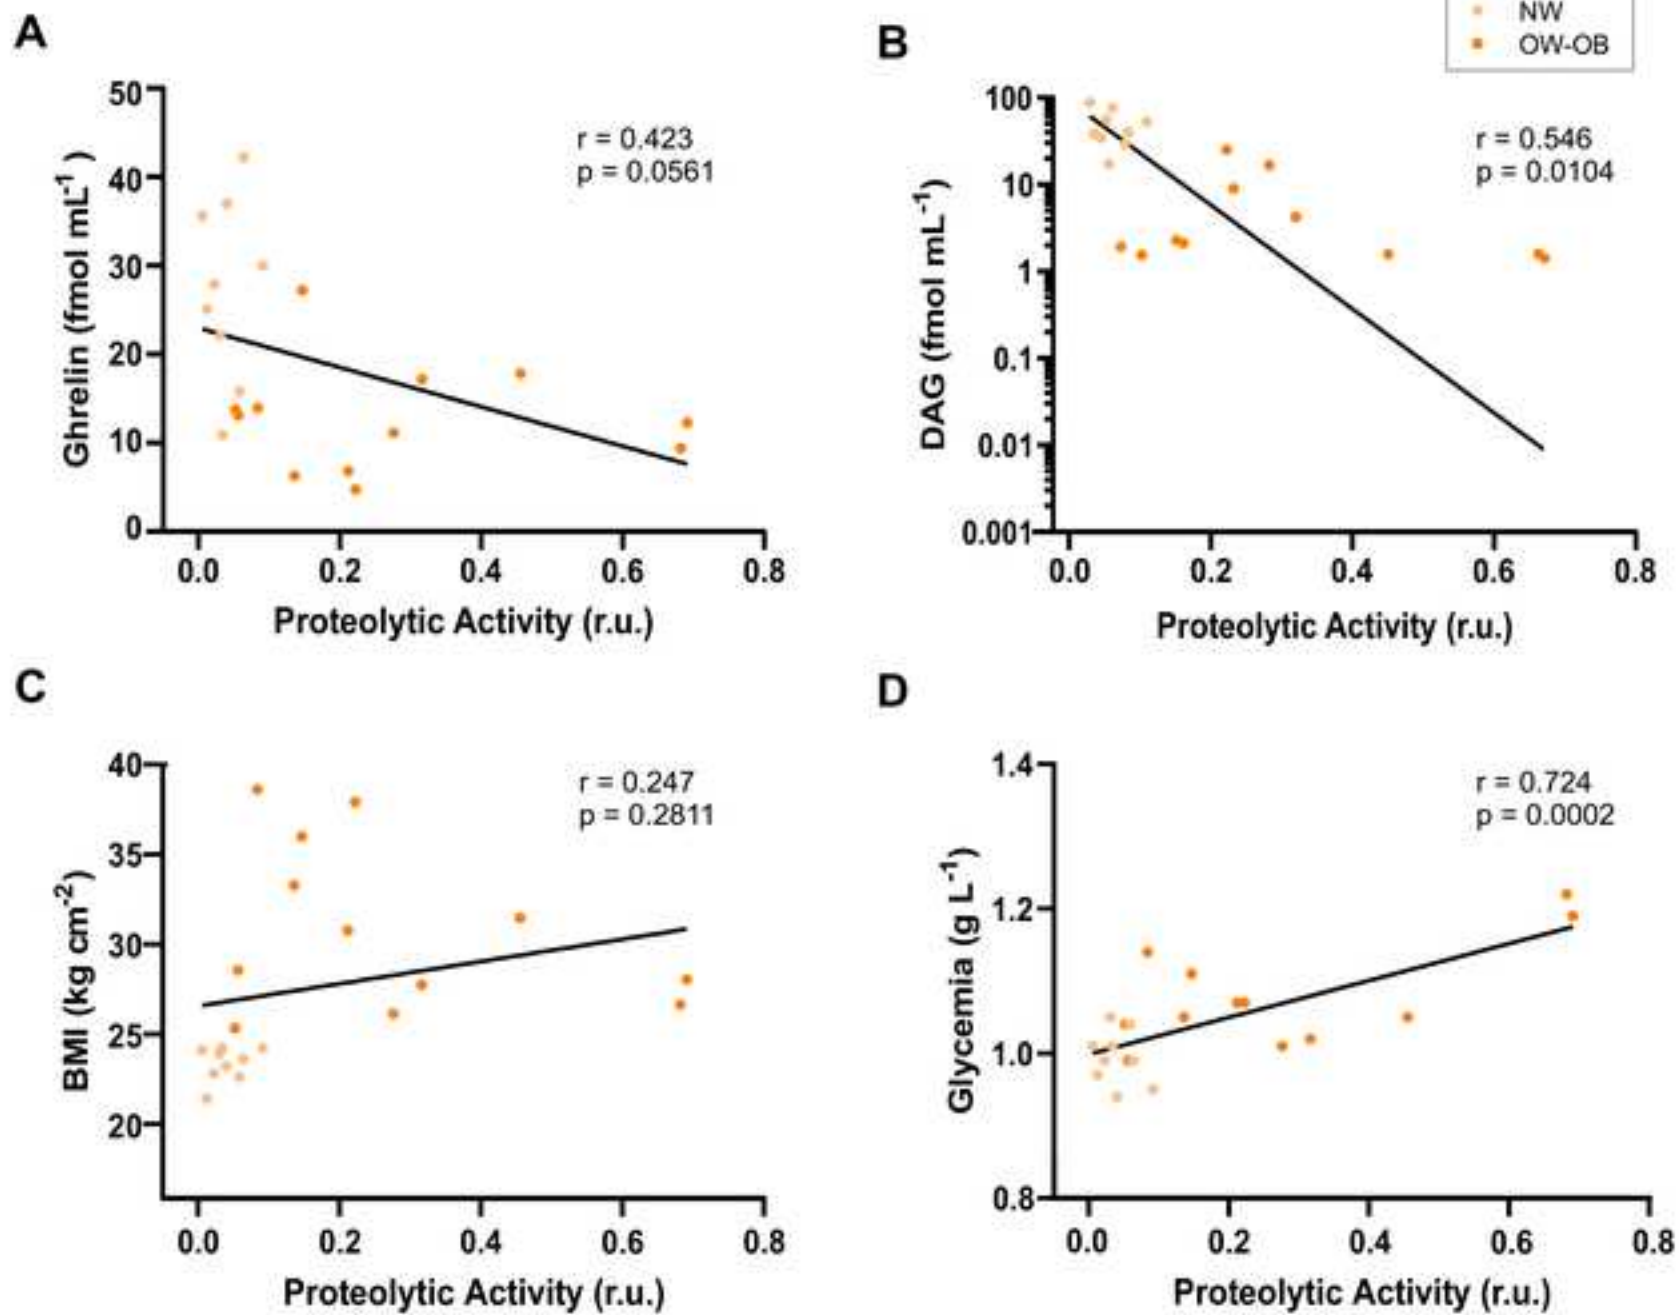 NW
OW-OB
A
50
40
30
20
10
0
Ghrelin (fmol mL-1)
r = 0.423
p = 0.0561
0.0 0.2 0.4 0.6 0.8
Proteolytic Activity (r.u.)
B
100
10
1
0.1
0.01
0.001
DAG (fmol mL-1)
r = 0.546
p = 0.0104
0.0 0.2 0.4 0.6 0.8
Proteolytic Activity (r.u.)
C
40
35
30
25
20
BMI (kg cm-2)
r = 0.247
p = 0.2811
0.0 0.2 0.4 0.6 0.8
Proteolytic Activity (r.u.)
D
1.4
1.2
1.0
0.8
Glycemia (g L-1)
r = 0.724
p = 0.0002
0.0 0.2 0.4 0.6 0.8
Proteolytic Activity (r.u.)